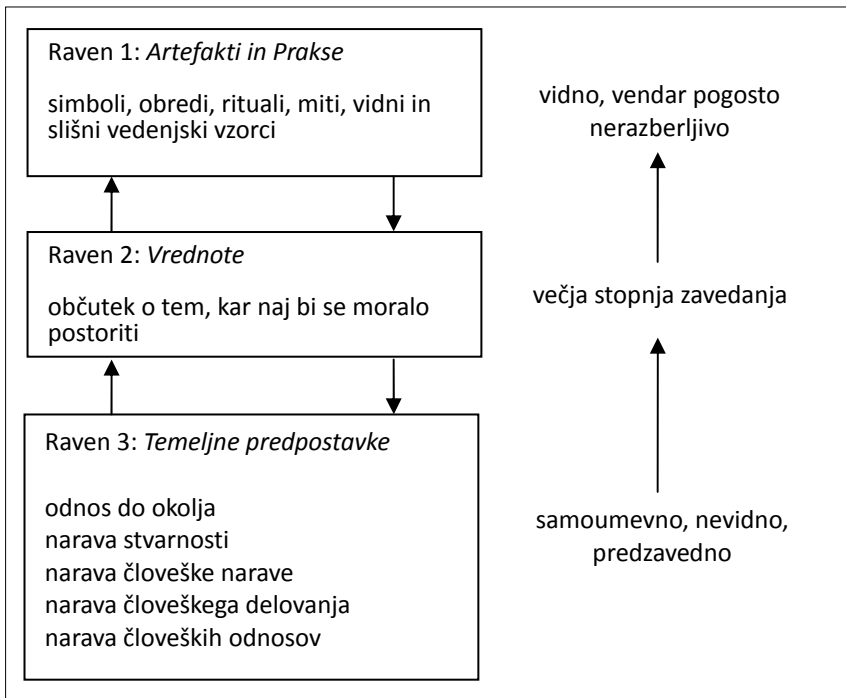 Raven 1: Artefakti in Prakse
simboli, obredi, rituali, miti, vidni in
slišni vedenjski vzorci
vidno, vendar pogosto
nerazberljivo
Raven 2: Vrednote
občutek o tem, kar naj bi se moralo
postoriti
večja stopnja zavedanja
Raven 3: Temeljne predpostavke
odnos do okolja
narava stvarnosti
narava človeške narave
narava človeškega delovanja
narava človeških odnosov
samoumevno, nevidno,
predzavedno